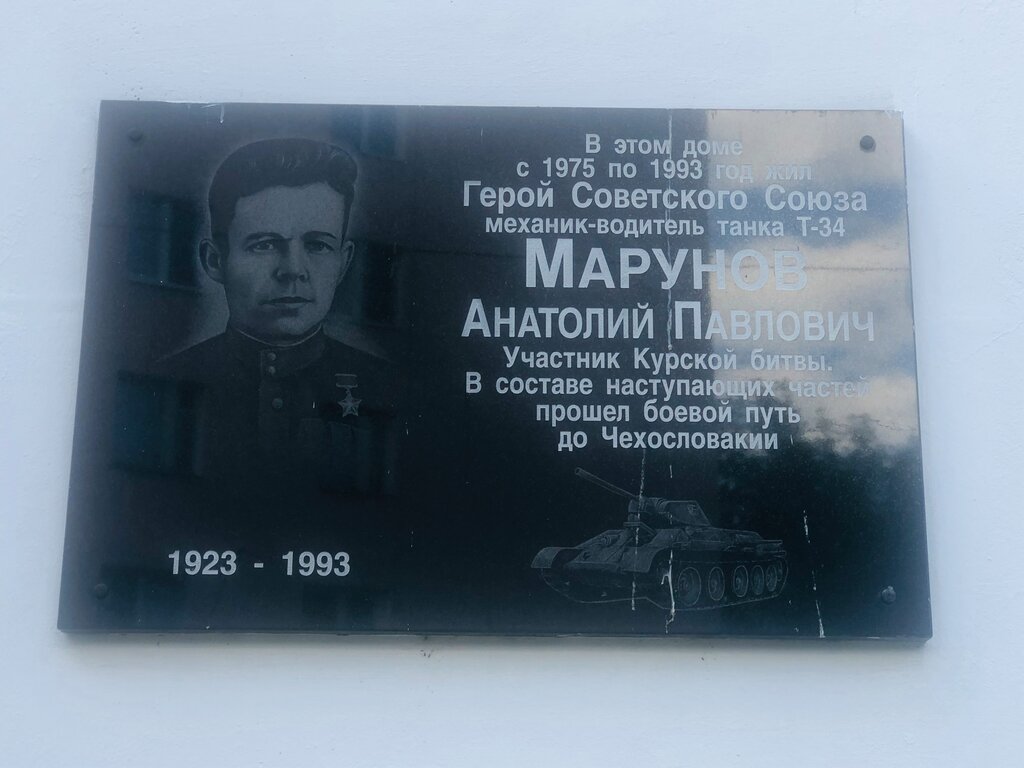 В этом доме
с 1975 по 1993 год жил
Герой Советского Союза
механик-водитель танка Т-34
Марунов
Анатолий Павлович
Участник Курской битвы.
В составе наступающих частей
прошел боевой путь
до Чехословакии
1923 - 1993